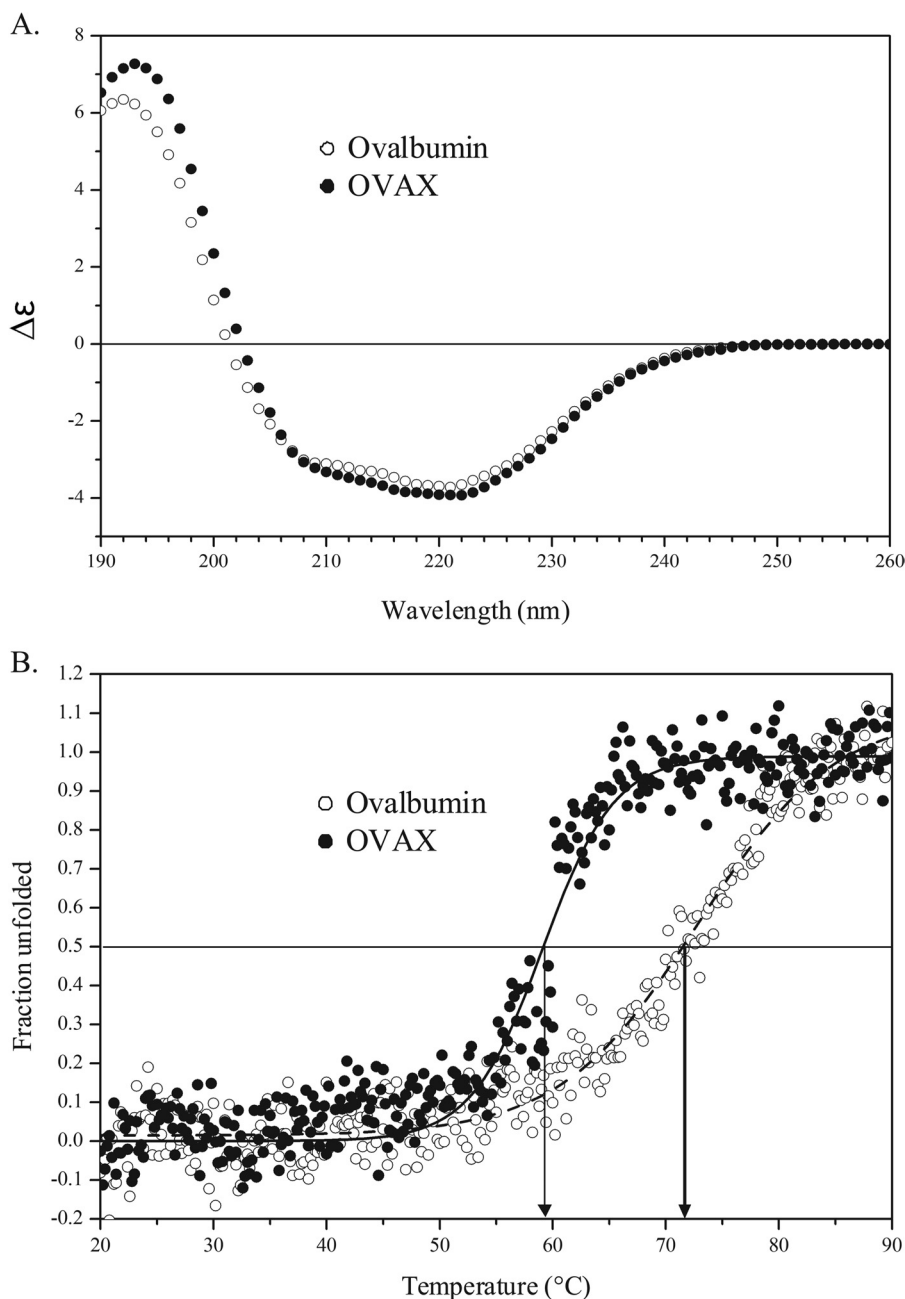 A.
8
6
4
2
0
-2
-4
Δε
Ovalbumin
OVAX
190 200 210 220 230 240 250 260
Wavelength (nm)
B.
1.2
1.1
1.0
0.9
0.8
0.7
0.6
0.5
0.4
0.3
0.2
0.1
0.0
-0.1
-0.2
Fraction unfolded
Ovalbumin
OVAX
20 30 40 50 60 70 80 90
Temperature (°C)